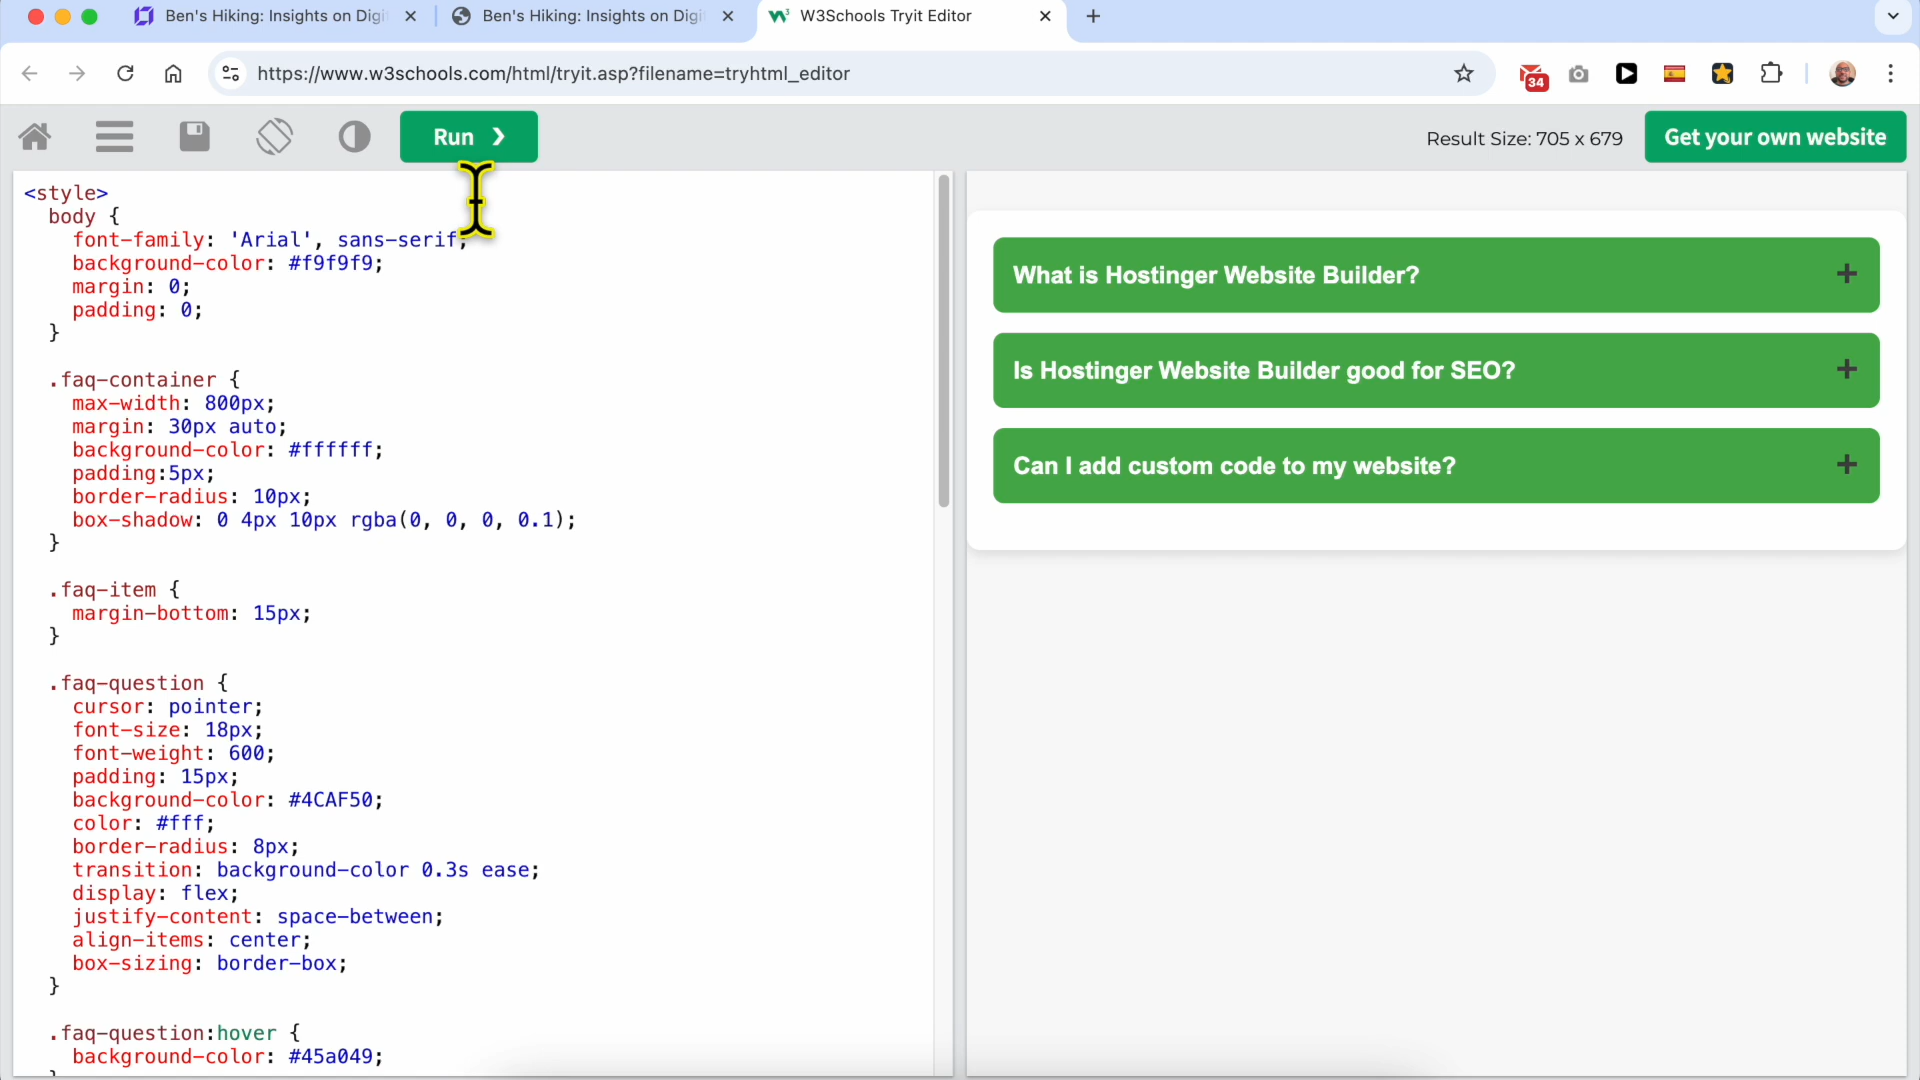 Ben's Hiking: Insights on Digi
Ben's Hiking: Insights on Digi
W3Schools Tryit Editor
https://www.w3schools.com/html/tryit.asp?filename=tryhtml_editor
34
Run ❯
Result Size: 705 x 679
Get your own website
<style>
body {
font-family: 'Arial', sans-serif;
background-color: #f9f9f9;
margin: 0;
padding: 0;
}
.faq-container {
max-width: 800px;
margin: 30px auto;
background-color: #ffffff;
padding:5px;
border-radius: 10px;
box-shadow: 0 4px 10px rgba(0, 0, 0, 0.1);
}
.faq-item {
margin-bottom: 15px;
}
.faq-question {
cursor: pointer;
font-size: 18px;
font-weight: 600;
padding: 15px;
background-color: #4CAF50;
color: #fff;
border-radius: 8px;
transition: background-color 0.3s ease;
display: flex;
justify-content: space-between;
align-items: center;
box-sizing: border-box;
}
.faq-question:hover {
background-color: #45a049;
What is Hostinger Website Builder? +
Is Hostinger Website Builder good for SEO? +
Can I add custom code to my website? +